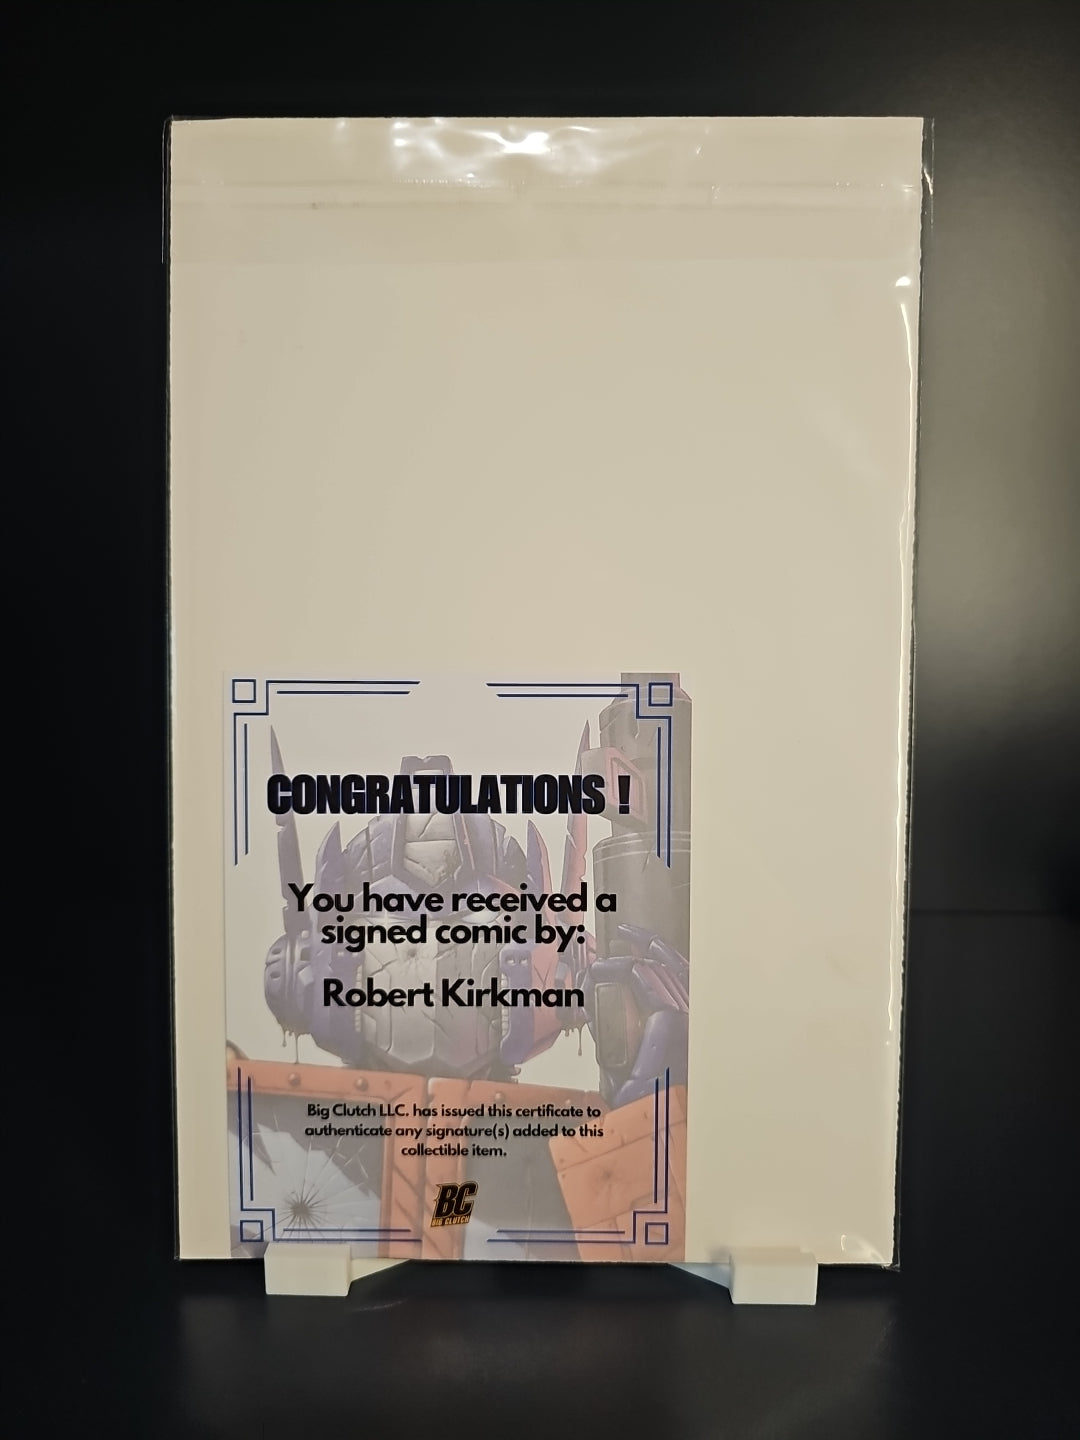 CONGRATULATIONS !
You have received a
signed comic by:
Robert Kirkman
Big Clutch LLC. has issued this certificate to
authenticate any signature(s) added to this
collectible item.
BC
BIG CLUTCH